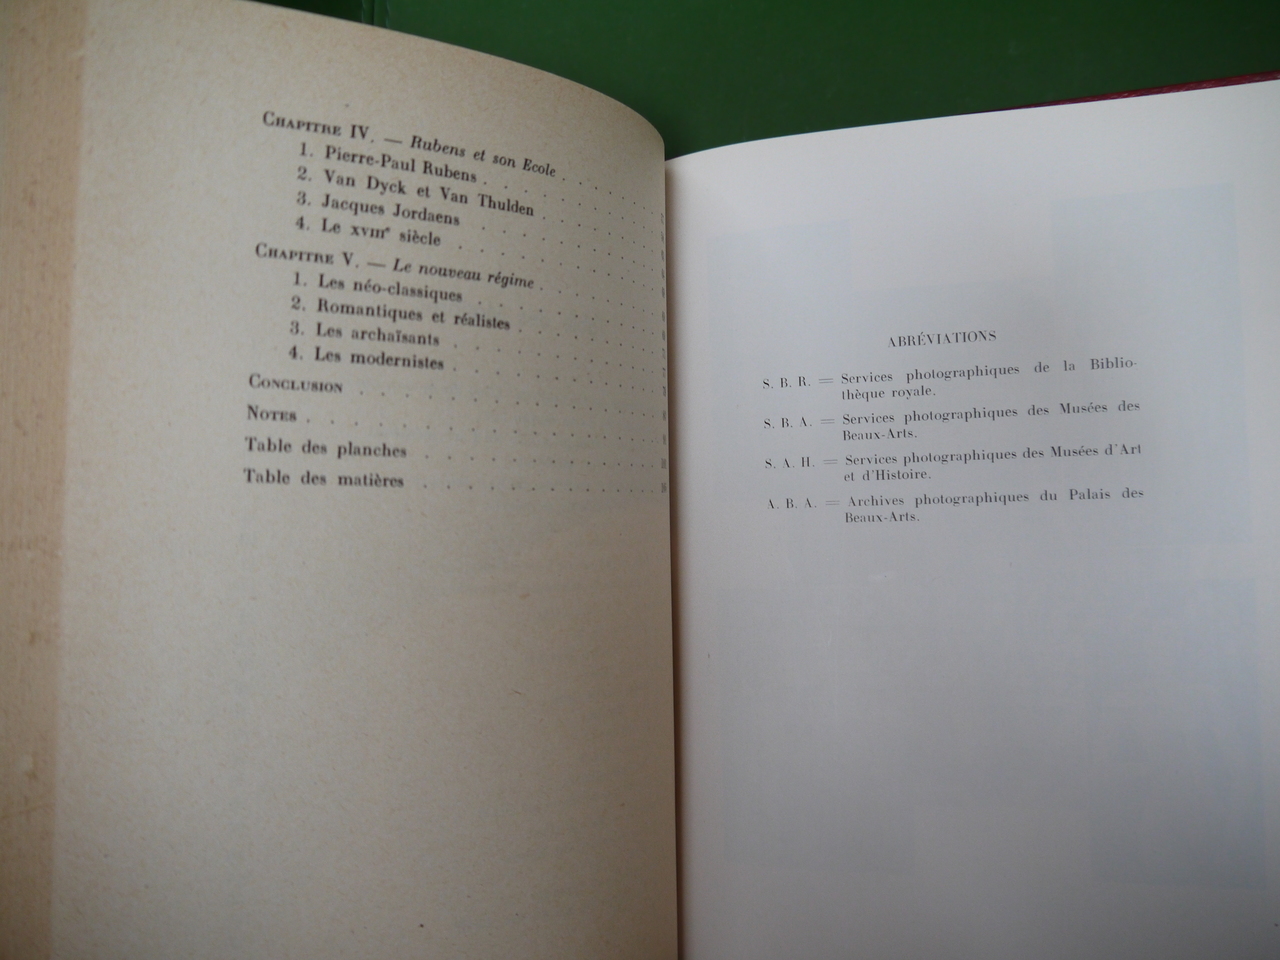 CHAPITRE IV. — Rubens et son Ecole . . . . .
1. Pierre-Paul Rubens . . . . . . . .
2. Van Dyck et Van Thulden . . . . . .
3. Jacques Jordaens . . . . . . . .
4. Le XVIIIe siècle . . . . . . . .
CHAPITRE V. — Le nouveau régime . . . . .
1. Les néo-classiques . . . . . . . .
2. Romantiques et réalistes . . . . . .
3. Les archaïsants . . . . . . . .
4. Les modernistes . . . . . . . .
CONCLUSION . . . . . . . . . . .
NOTES . . . . . . . . . . . . .
Table des planches . . . . . . . . .
Table des matières . . . . . . . . .
ABRÉVIATIONS
S. B. R. = Services photographiques de la Biblio-
thèque royale.
S. B. A. = Services photographiques des Musées des
Beaux-Arts.
S. A. H. = Services photographiques des Musées d'Art
et d'Histoire.
A. B. A. = Archives photographiques du Palais des
Beaux-Arts.